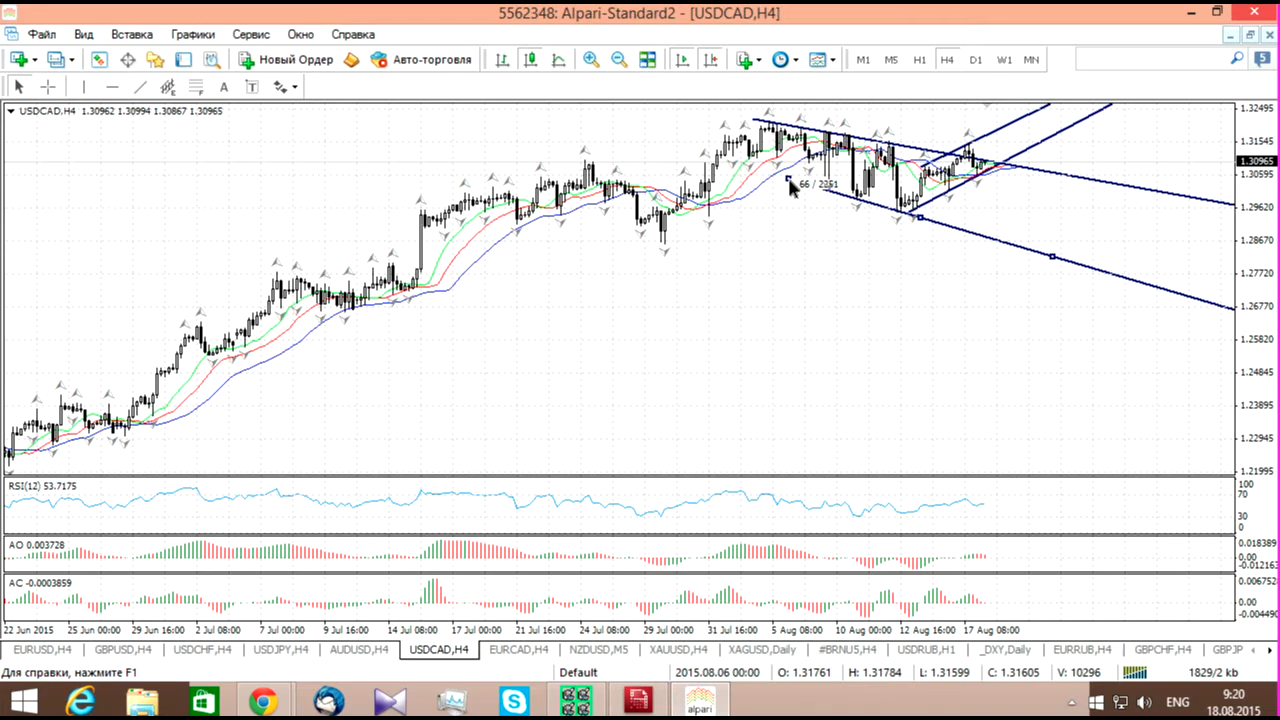 5562348: Alpari-Standard2 - [USDCAD,H4]
Файл Вид Вставка Графики Сервис Окно Справка
Новый Ордер Авто-торговля M1 M5 H1 H4 D1 W1 MN 5
A T
USDCAD,H4 1.30962 1.30994 1.30867 1.30965
1.32495
1.31545
1.30965
1.30595
1.29620
1.28670
1.27720
1.26770
1.25820
1.24845
1.23895
1.22945
1.21995
RSI(12) 53.7175
100
70
30
0
AO 0.003728
0.018389
0.00
-0.012163
AC -0.0003859
0.006752
0.00
-0.004490
22 Jun 2015 25 Jun 00:00 29 Jun 16:00 2 Jul 08:00 7 Jul 00:00 9 Jul 16:00 14 Jul 08:00 17 Jul 00:00 21 Jul 16:00 24 Jul 08:00 29 Jul 00:00 31 Jul 16:00 5 Aug 08:00 10 Aug 00:00 12 Aug 16:00 17 Aug 08:00
EURUSD,H4 GBPUSD,H4 USDCHF,H4 USDJPY,H4 AUDUSD,H4 USDCAD,H4 EURCAD,H4 NZDUSD,M5 XAUUSD,H4 XAGUSD,Daily #BRNU5,H4 USDRUB,H1 _DXY,Daily EURRUB,H4 GBPCHF,H4 GBPJP
Для справки, нажмите F1 Default 2015.08.06 00:00 O: 1.31761 H: 1.31784 L: 1.31599 C: 1.31605 V: 10296 1829/2 kb
alpari ENG 9:20
18.08.2015